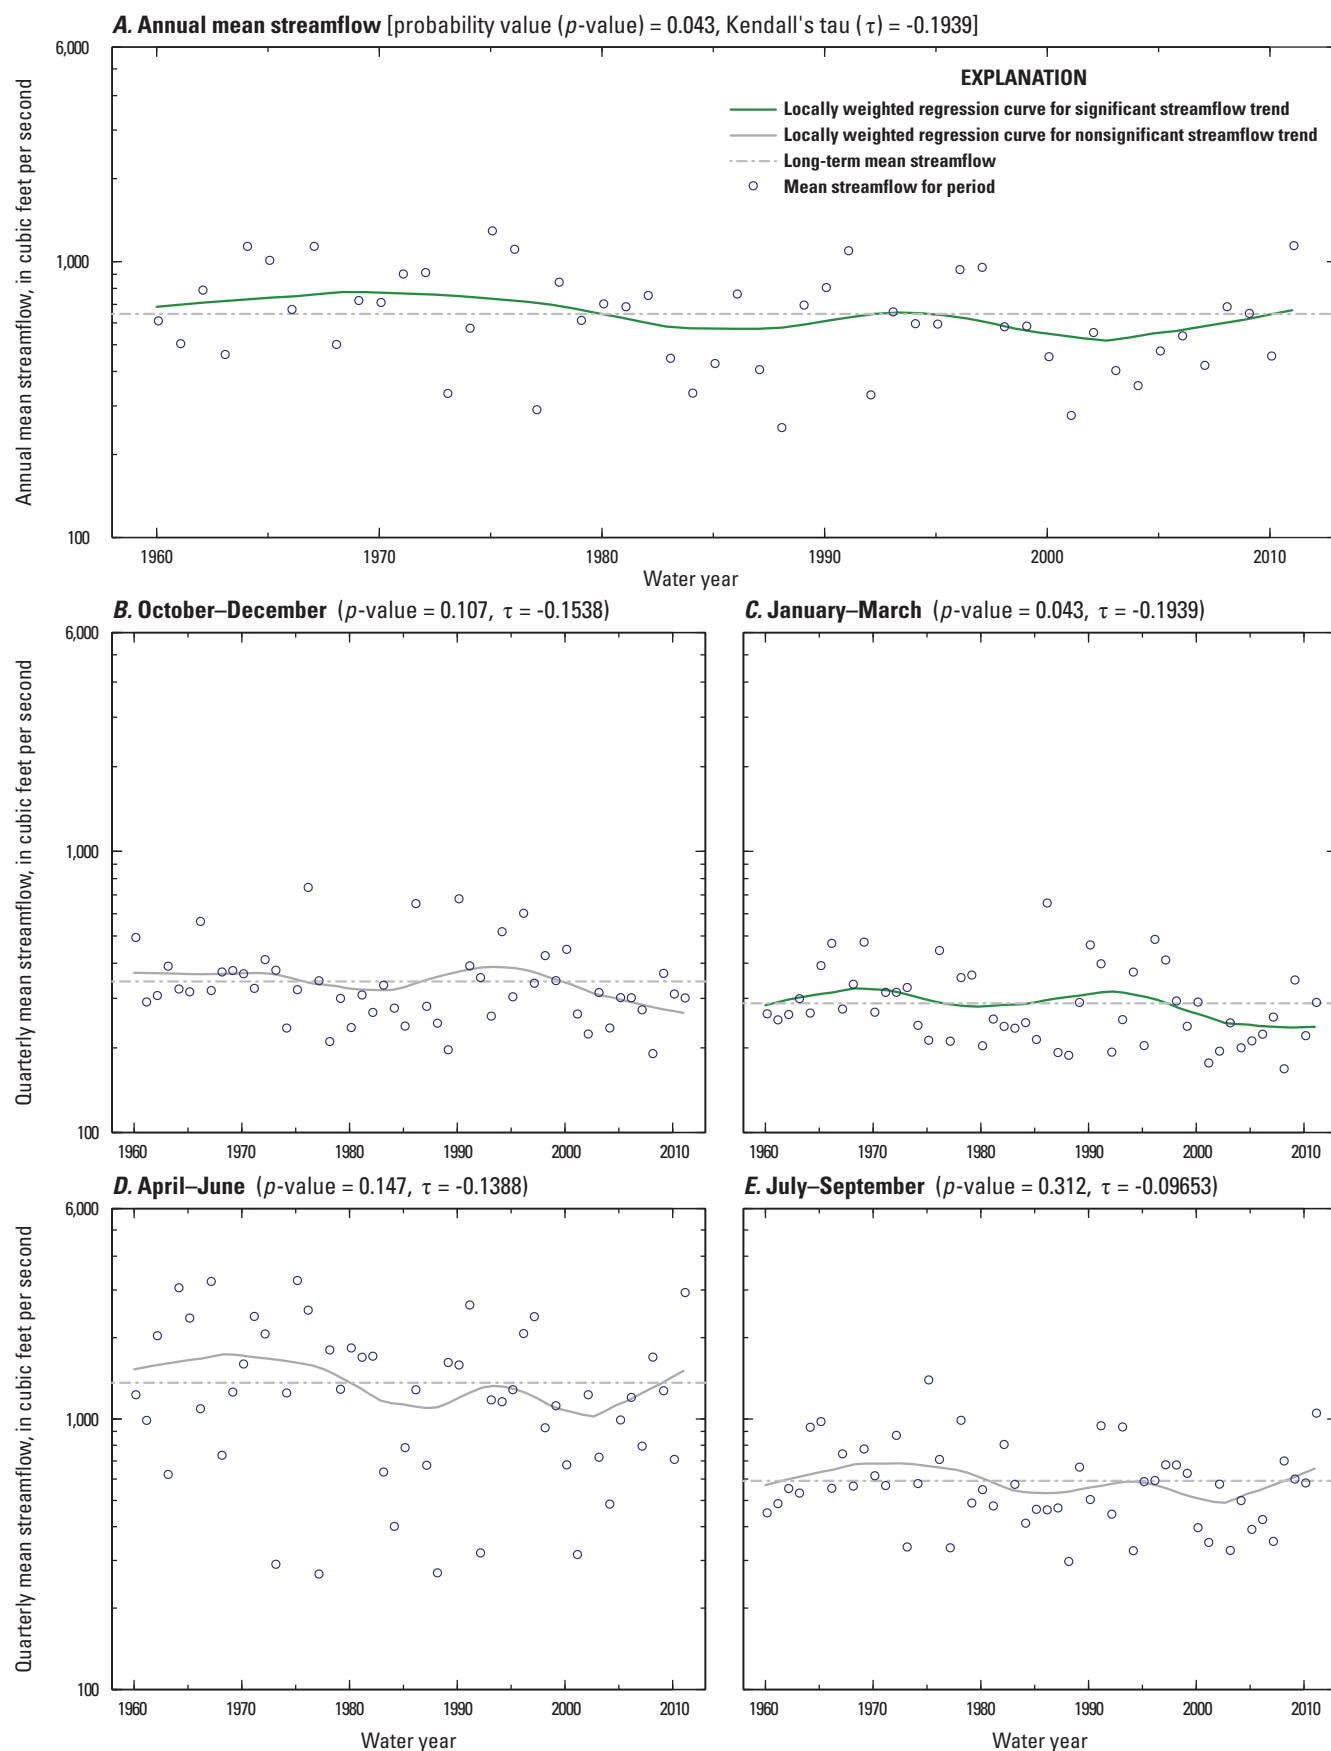 A. Annual mean streamflow [probability value (p-value) = 0.043, Kendall's tau (τ) = -0.1939]
6,000
1,000
100
Annual mean streamflow, in cubic feet per second
EXPLANATION
Locally weighted regression curve for significant streamflow trend
Locally weighted regression curve for nonsignificant streamflow trend
Long-term mean streamflow
Mean streamflow for period
1960 1970 1980 1990 2000 2010
Water year
B. October–December (p-value = 0.107, τ = -0.1538)
6,000
1,000
100
Quarterly mean streamflow, in cubic feet per second
1960 1970 1980 1990 2000 2010
C. January–March (p-value = 0.043, τ = -0.1939)
1960 1970 1980 1990 2000 2010
D. April–June (p-value = 0.147, τ = -0.1388)
6,000
1,000
100
Quarterly mean streamflow, in cubic feet per second
1960 1970 1980 1990 2000 2010
Water year
E. July–September (p-value = 0.312, τ = -0.09653)
1960 1970 1980 1990 2000 2010
Water year